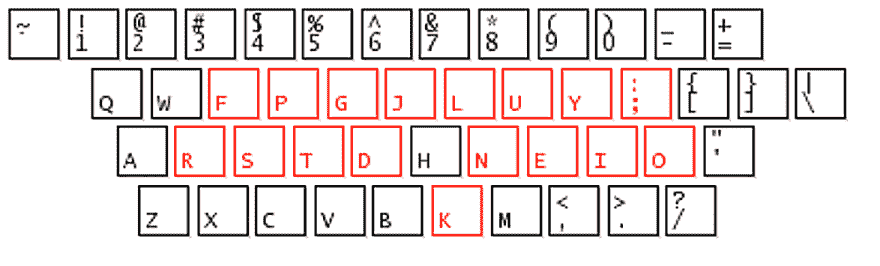 ~ ! @ # $ % ^ & * ( ) _ +
` 1 2 3 4 5 6 7 8 9 0 - =
Q W F P G J L U Y : ; { [ } ] | \
A R S T D H N E I O " '
Z X C V B K M < , > . ? /